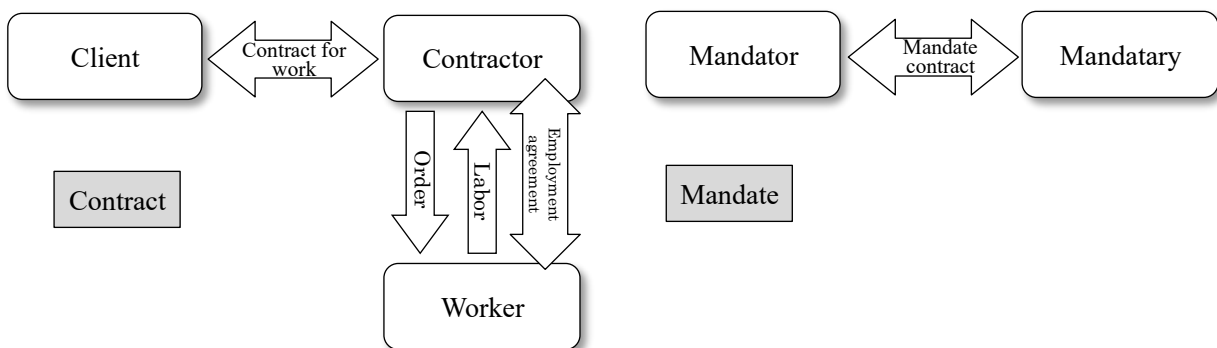 Client
Contract for
work
Contractor
Order
Labor
Employment
agreement
Contract
Worker
Mandator
Mandate
contract
Mandatary
Mandate